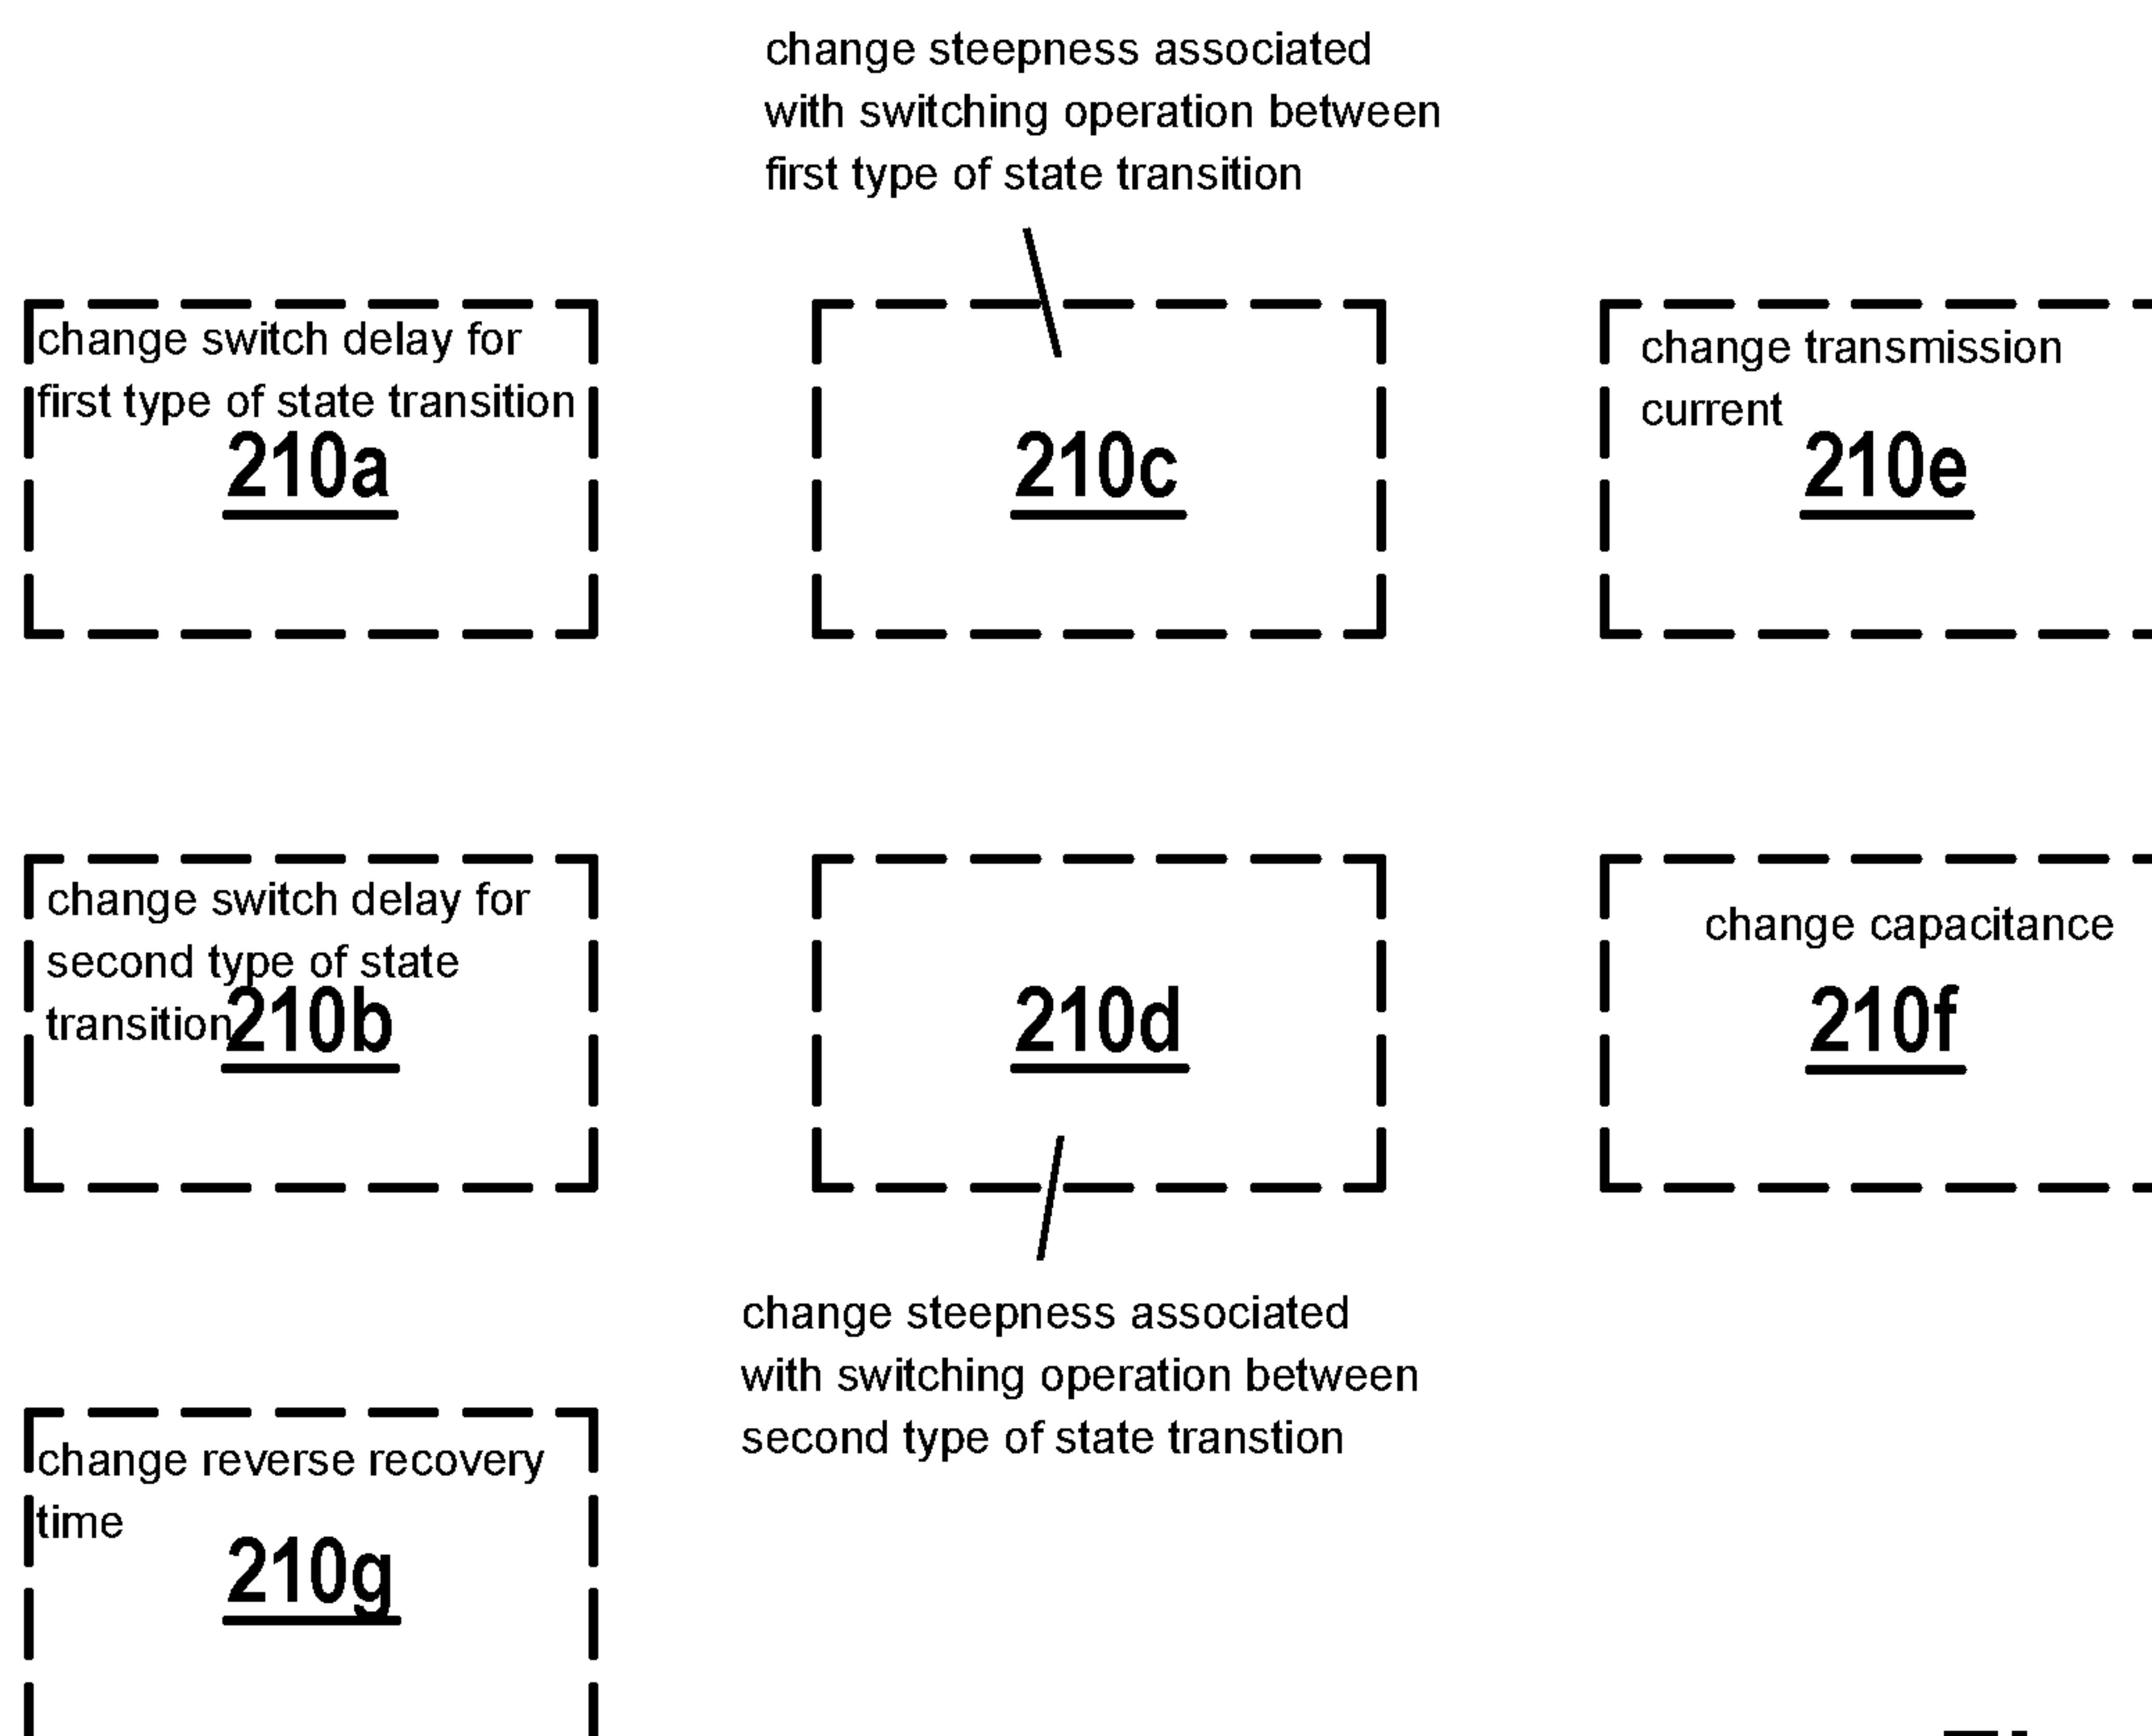 change steepness associated
with switching operation between
first type of state transition
change switch delay for
first type of state transition
210a
210c
change transmission
current
210e
change switch delay for
second type of state
transition
210b
210d
change capacitance
210f
change steepness associated
with switching operation between
second type of state transtion
change reverse recovery
time
210g